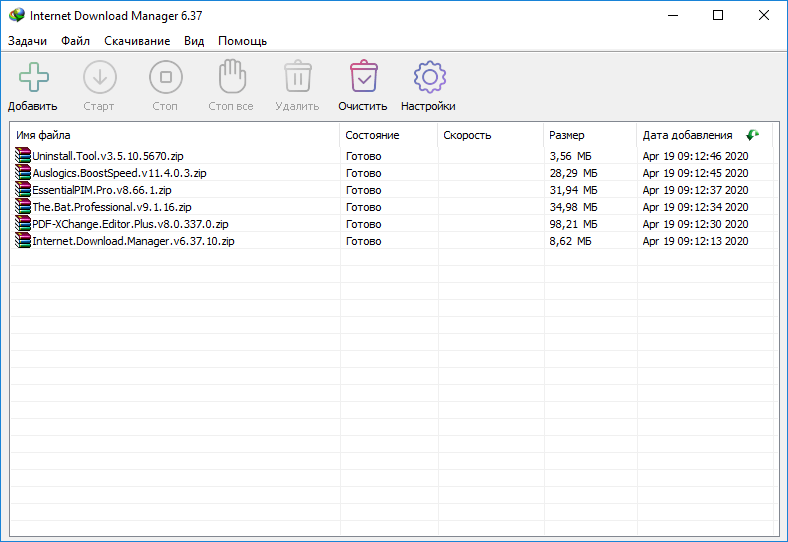 Internet Download Manager 6.37
Задачи Файл Скачивание Вид Помощь
Добавить Старт Стоп Стоп все Удалить Очистить Настройки
Имя файла Состояние Скорость Размер Дата добавления
Uninstall.Tool.v3.5.10.5670.zip Готово 3,56 МБ Apr 19 09:12:46 2020
Auslogics.BoostSpeed.v11.4.0.3.zip Готово 28,29 МБ Apr 19 09:12:45 2020
EssentialPIM.Pro.v8.66.1.zip Готово 31,94 МБ Apr 19 09:12:37 2020
The.Bat.Professional.v9.1.16.zip Готово 34,98 МБ Apr 19 09:12:34 2020
PDF-XChange.Editor.Plus.v8.0.337.0.zip Готово 98,21 МБ Apr 19 09:12:30 2020
Internet.Download.Manager.v6.37.10.zip Готово 8,62 МБ Apr 19 09:12:13 2020